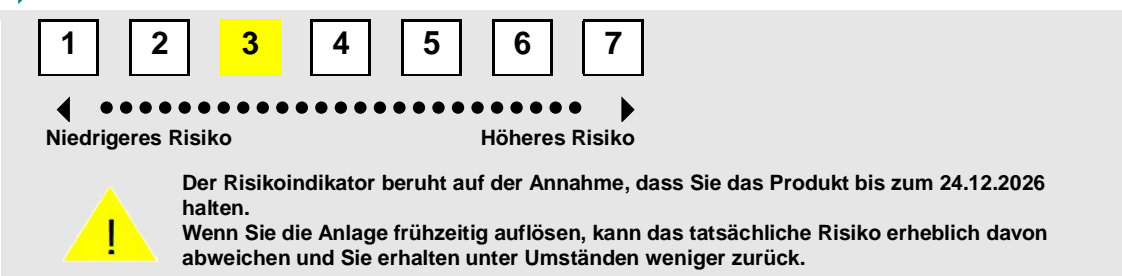 1 2 3 4 5 6 7
Niedrigeres Risiko Höheres Risiko
Der Risikoindikator beruht auf der Annahme, dass Sie das Produkt bis zum 24.12.2026
halten.
Wenn Sie die Anlage frühzeitig auflösen, kann das tatsächliche Risiko erheblich davon
abweichen und Sie erhalten unter Umständen weniger zurück.
!